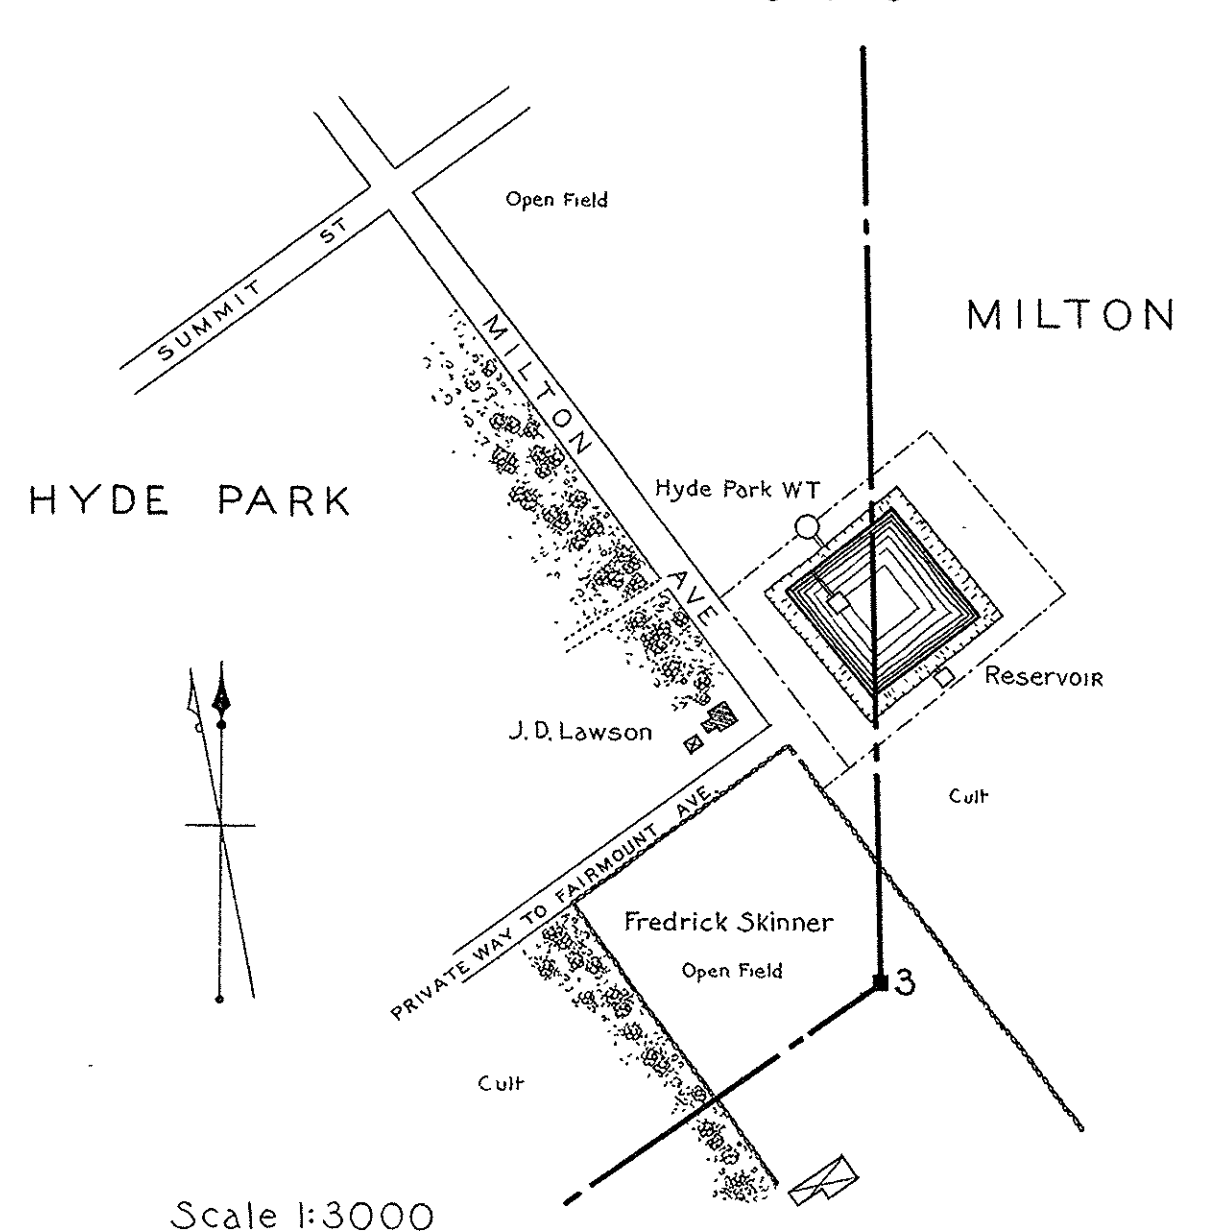 Open Field
SUMMIT ST
MILTON
MILTON AVE
HYDE PARK
Hyde Park WT
Reservoir
J.D. Lawson
Cult
PRIVATE WAY TO FAIRMOUNT AVE.
Fredrick Skinner
Open Field
3
Cult
Scale 1:3000